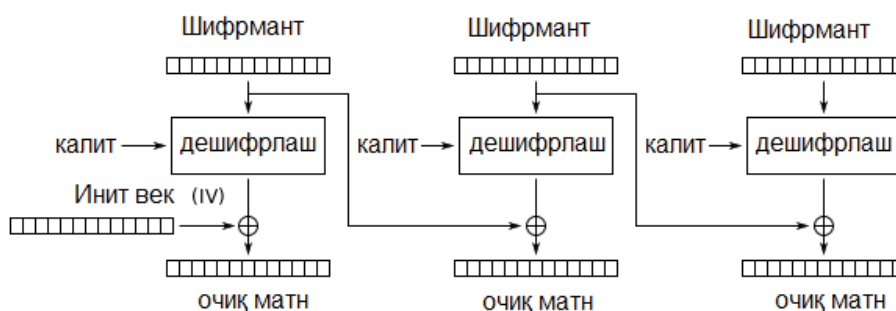 Шифрмант Шифрмант Шифрмант
калит дешифрлаш калит дешифрлаш калит дешифрлаш
Инит век (IV)
очиқ матн очиқ матн очиқ матн